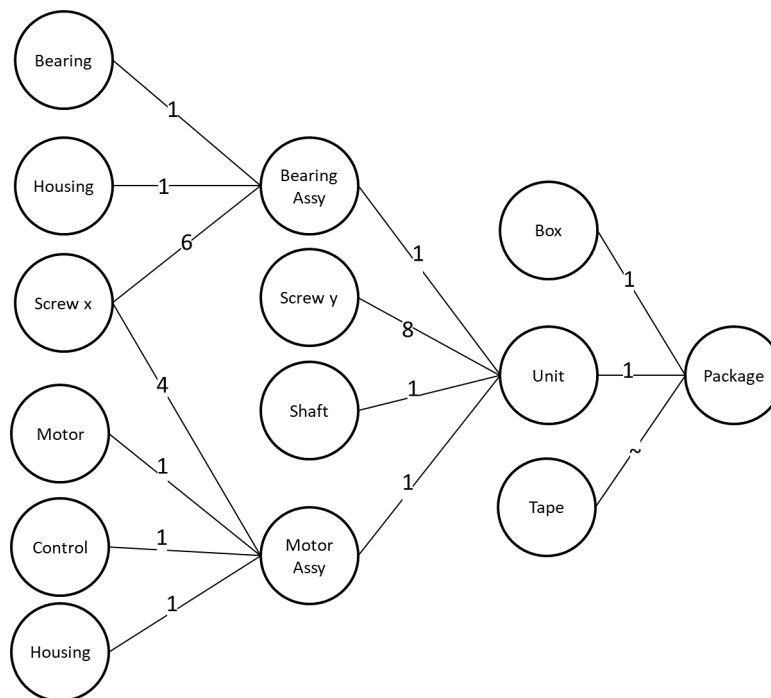 Bearing
1
Housing
1
Bearing
Assy
6
Screw x
4
Motor
1
Control
1
Housing
1
Motor
Assy
1
Screw y
8
Shaft
1
1
Box
1
Unit
1
Tape
~
Package